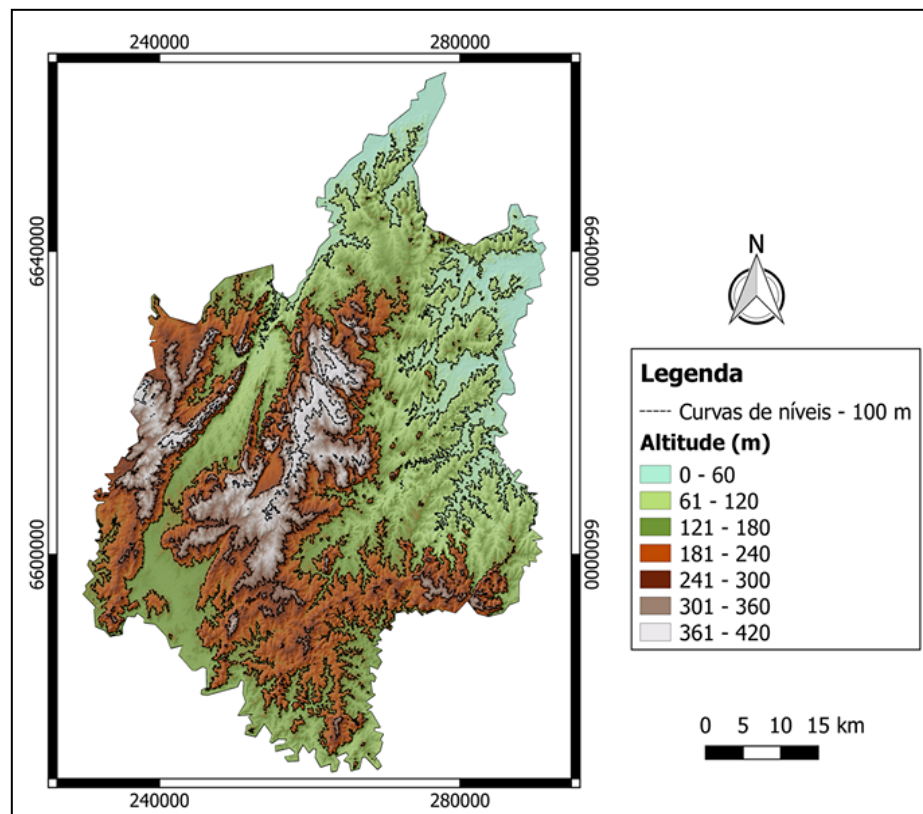 240000 280000
6640000 6640000
6600000 6600000
240000 280000
N
Legenda
Curvas de níveis - 100 m
Altitude (m)
0 - 60
61 - 120
121 - 180
181 - 240
241 - 300
301 - 360
361 - 420
0 5 10 15 km